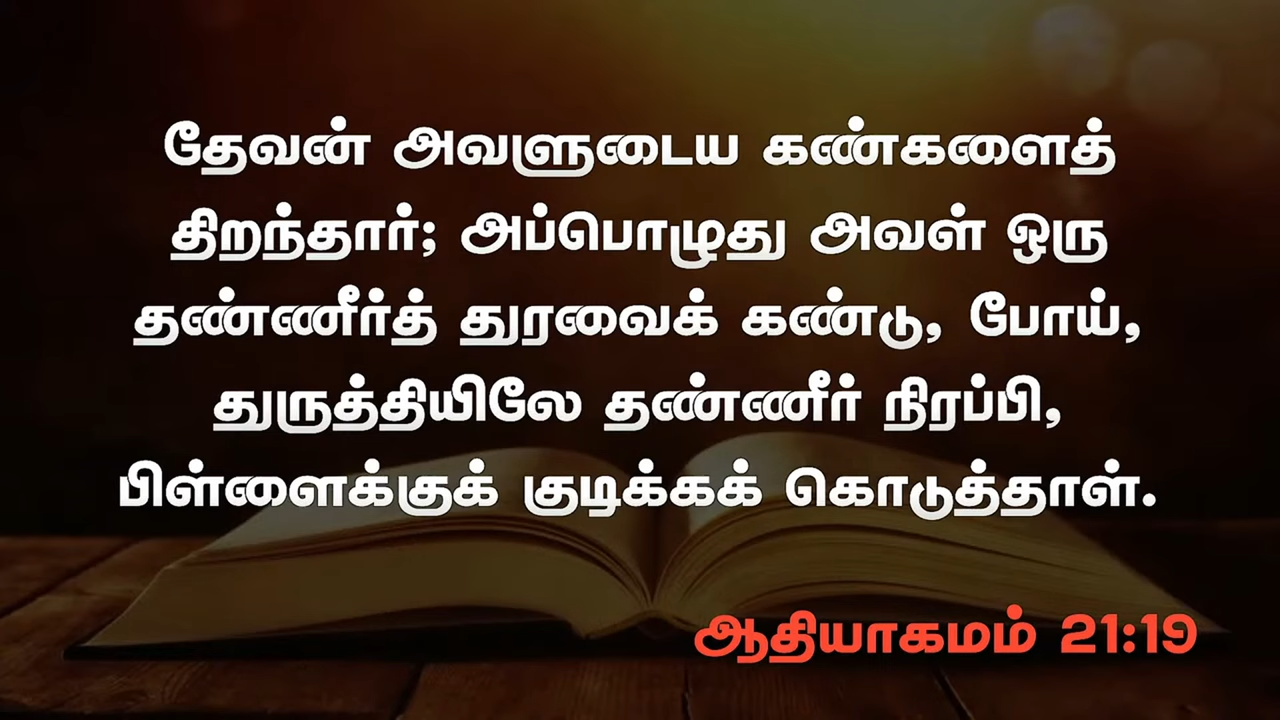 தேவன் அவளுடைய கண்களைத்
திறந்தார்; அப்பொழுது அவள் ஒரு
தண்ணீர்த் துரவைக் கண்டு, போய்,
துருத்தியிலே தண்ணீர் நிரப்பி,
பிள்ளைக்குக் குடிக்கக் கொடுத்தாள்.
ஆதியாகமம் 21:19